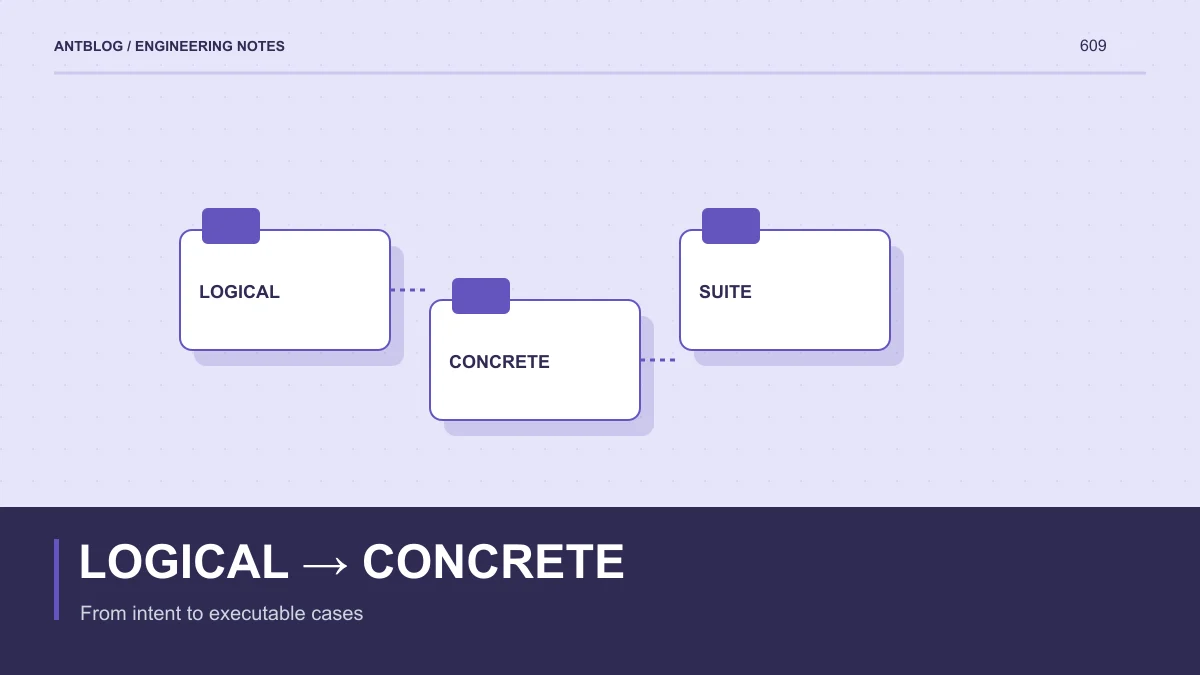 ANTBLOG / ENGINEERING NOTES
609
LOGICAL
CONCRETE
SUITE
LOGICAL → CONCRETE
From intent to executable cases